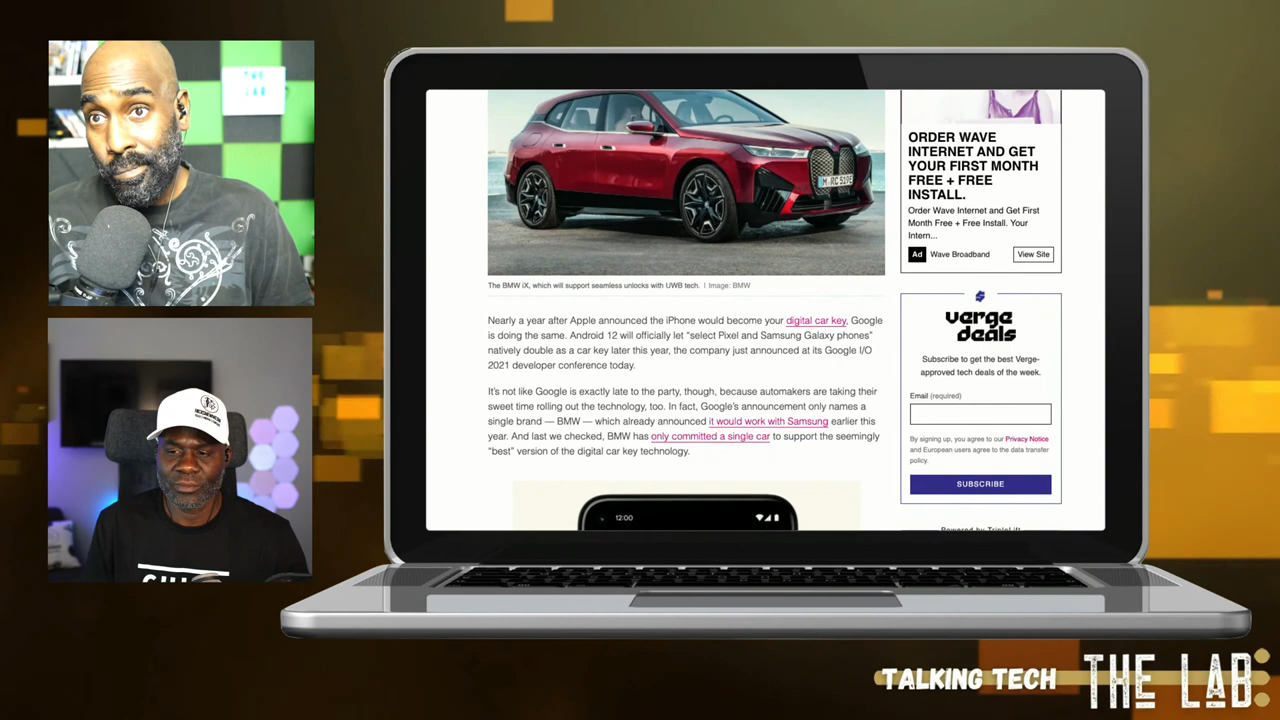 THE
LAB
M·RC 510E
The BMW iX, which will support seamless unlocks with UWB tech. | Image: BMW
Nearly a year after Apple announced the iPhone would become your digital car key, Google
is doing the same. Android 12 will officially let “select Pixel and Samsung Galaxy phones”
natively double as a car key later this year, the company just announced at its Google I/O
2021 developer conference today.
It’s not like Google is exactly late to the party, though, because automakers are taking their
sweet time rolling out the technology, too. In fact, Google’s announcement only names a
single brand — BMW — which already announced it would work with Samsung earlier this
year. And last we checked, BMW has only committed a single car to support the seemingly
“best” version of the digital car key technology.
12:00
ORDER WAVE
INTERNET AND GET
YOUR FIRST MONTH
FREE + FREE
INSTALL.
Order Wave Internet and Get First
Month Free + Free Install. Your
Intern...
Ad Wave Broadband View Site
verge
deals
Subscribe to get the best Verge-
approved tech deals of the week.
Email (required)
By signing up, you agree to our Privacy Notice
and European users agree to the data transfer
policy.
SUBSCRIBE
Powered by TripleLift
TALKING TECH THE LAB